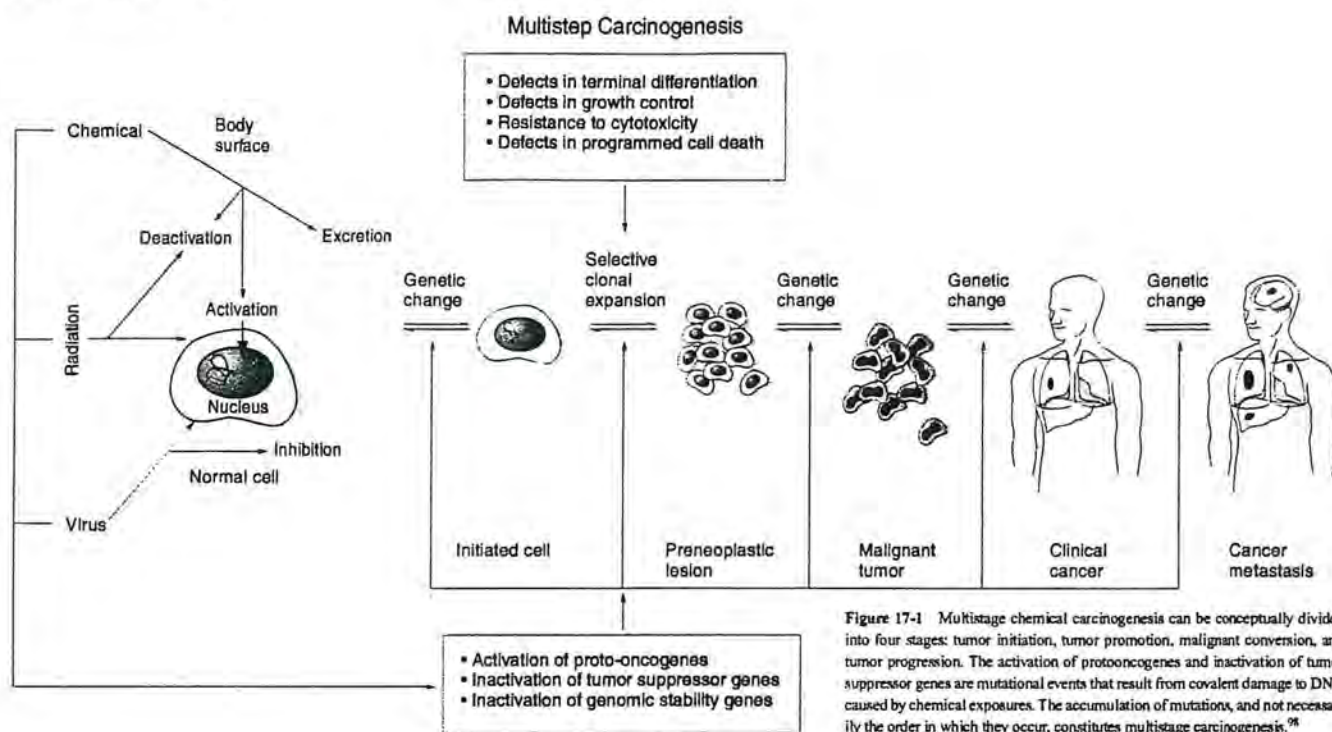 Multistep Carcinogenesis
• Defects in terminal differentiation
• Defects in growth control
• Resistance to cytotoxicity
• Defects in programmed cell death
Chemical
Body
surface
Deactivation
Excretion
Radiation
Activation
Nucleus
Inhibition
Normal cell
Virus
Genetic
change
Selective
clonal
expansion
Genetic
change
Genetic
change
Genetic
change
Initiated cell
Preneoplastic
lesion
Malignant
tumor
Clinical
cancer
Cancer
metastasis
• Activation of proto-oncogenes
• Inactivation of tumor suppressor genes
• Inactivation of genomic stability genes
Figure 17-1 Multistage chemical carcinogenesis can be conceptually divid
into four stages: tumor initiation, tumor promotion, malignant conversion, an
tumor progression. The activation of protooncogenes and inactivation of tum
suppressor genes are mutational events that result from covalent damage to DN
caused by chemical exposures. The accumulation of mutations, and not necessa
ily the order in which they occur, constitutes multistage carcinogenesis.98